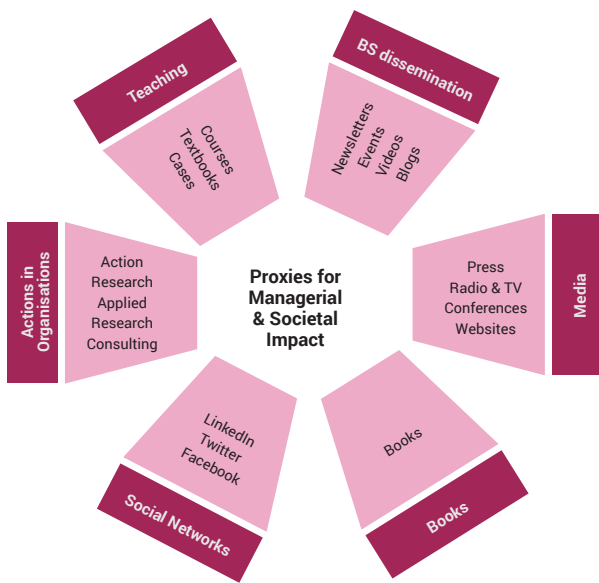 Teaching
Courses
Textbooks
Cases
BS dissemination
Newsletters
Events
Videos
Blogs
Actions in
Organisations
Action
Research
Applied
Research
Consulting
Proxies for
Managerial
& Societal
Impact
Press
Radio & TV
Conferences
Websites
Media
LinkedIn
Twitter
Facebook
Social Networks
Books
Books